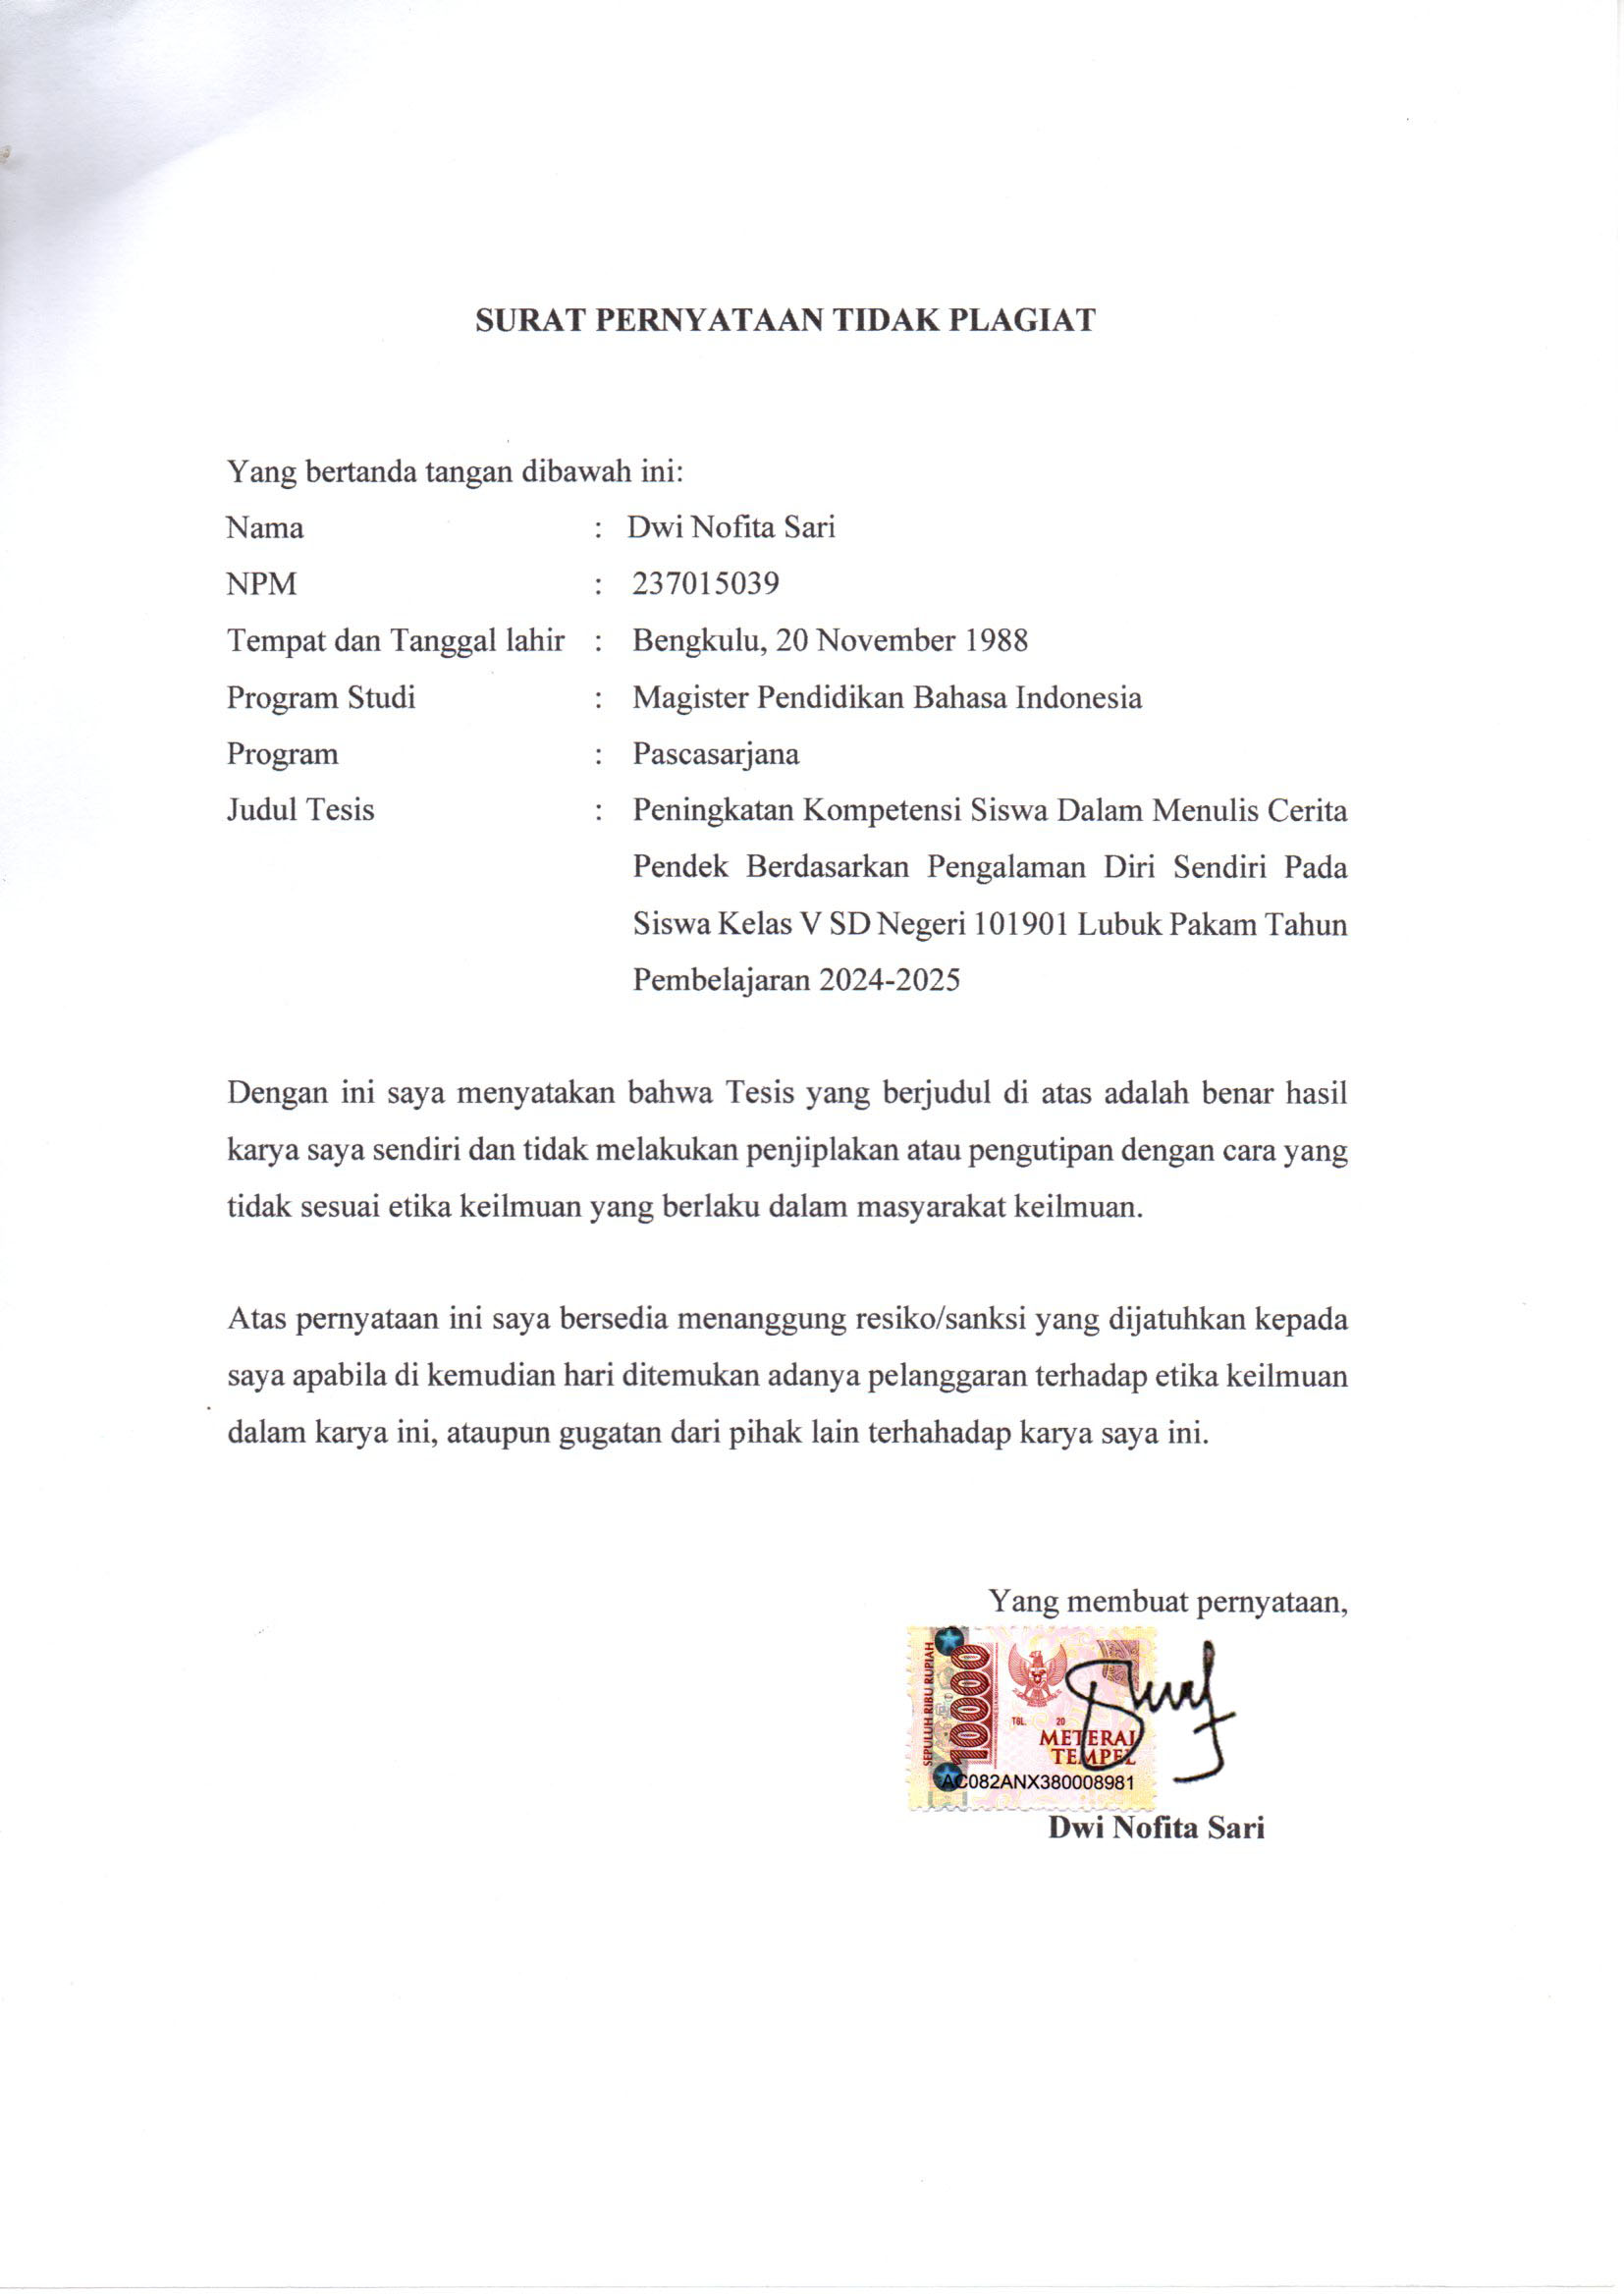 SURAT PERNYATAAN TIDAK PLAGIAT
Yang bertanda tangan dibawah ini:
Nama : Dwi Nofita Sari
NPM : 237015039
Tempat dan Tanggal lahir : Bengkulu, 20 November 1988
Program Studi : Magister Pendidikan Bahasa Indonesia
Program : Pascasarjana
Judul Tesis : Peningkatan Kompetensi Siswa Dalam Menulis Cerita
Pendek Berdasarkan Pengalaman Diri Sendiri Pada
Siswa Kelas V SD Negeri 101901 Lubuk Pakam Tahun
Pembelajaran 2024-2025
Dengan ini saya menyatakan bahwa Tesis yang berjudul di atas adalah benar hasil
karya saya sendiri dan tidak melakukan penjiplakan atau pengutipan dengan cara yang
tidak sesuai etika keilmuan yang berlaku dalam masyarakat keilmuan.
Atas pernyataan ini saya bersedia menanggung resiko/sanksi yang dijatuhkan kepada
saya apabila di kemudian hari ditemukan adanya pelanggaran terhadap etika keilmuan
dalam karya ini, ataupun gugatan dari pihak lain terhahadap karya saya ini.
Yang membuat pernyataan,
SEPULUH RIBU RUPIAH
10000
TGL. 20
METERAI
TEMPEL
AC082ANX380008981
Dwi Nofita Sari